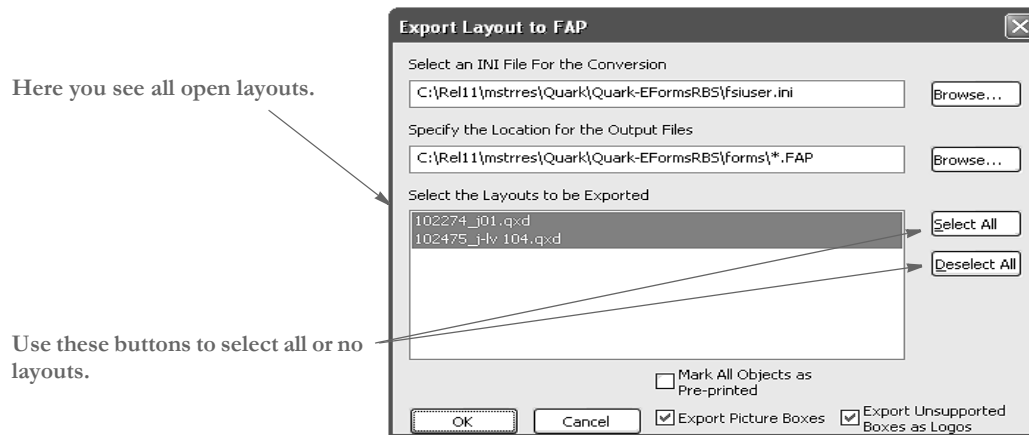 Export Layout to FAP
Select an INI File For the Conversion
Here you see all open layouts.
C:\Rel11\mstrres\Quark\Quark-EFormsRBS\fsiuser.ini
Browse...
Specify the Location for the Output Files
C:\Rel11\mstrres\Quark\Quark-EFormsRBS\forms\*.FAP
Browse...
Select the Layouts to be Exported
102274_j01.qxd
102475_j-lv 104.qxd
Select All
Deselect All
Use these buttons to select all or no
layouts.
Mark All Objects as
Pre-printed
OK
Cancel
Export Picture Boxes
Export Unsupported
Boxes as Logos